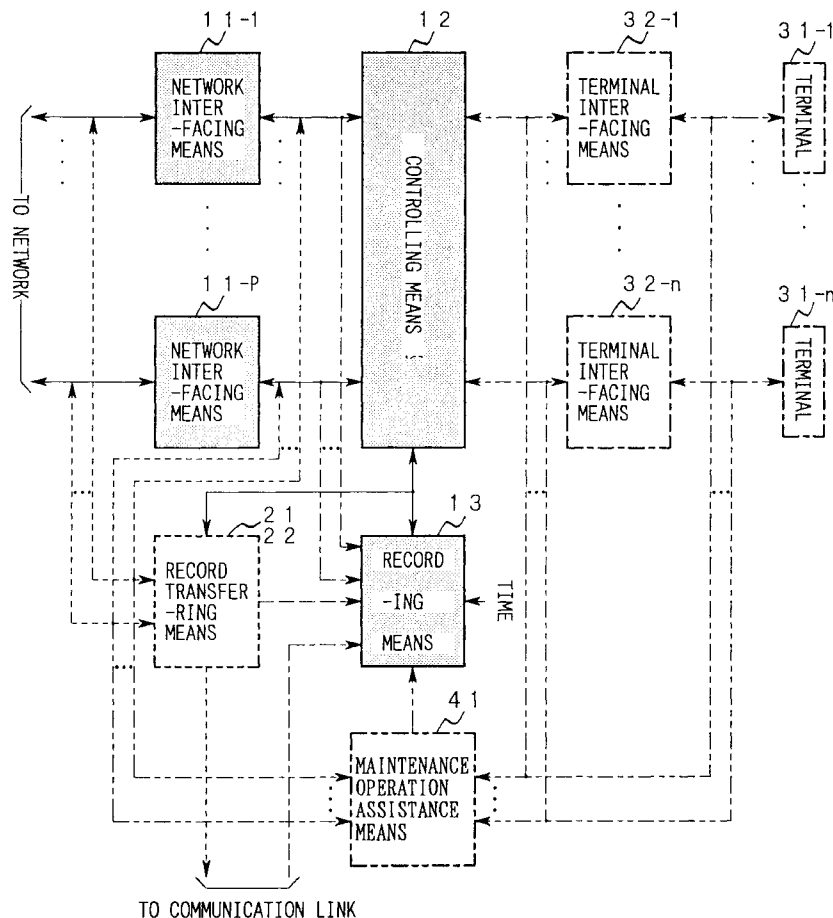 11-1
12
32-1
31-1
NETWORK
INTER
-FACING
MEANS
CONTROLLING MEANS
TERMINAL
INTER
-FACING
MEANS
TERMINAL
TO NETWORK
11-P
32-n
31-n
NETWORK
INTER
-FACING
MEANS
TERMINAL
INTER
-FACING
MEANS
TERMINAL
21
22
13
RECORD
TRANSFER
-RING
MEANS
RECORD
-ING
MEANS
TIME
41
MAINTENANCE
OPERATION
ASSISTANCE
MEANS
TO COMMUNICATION LINK